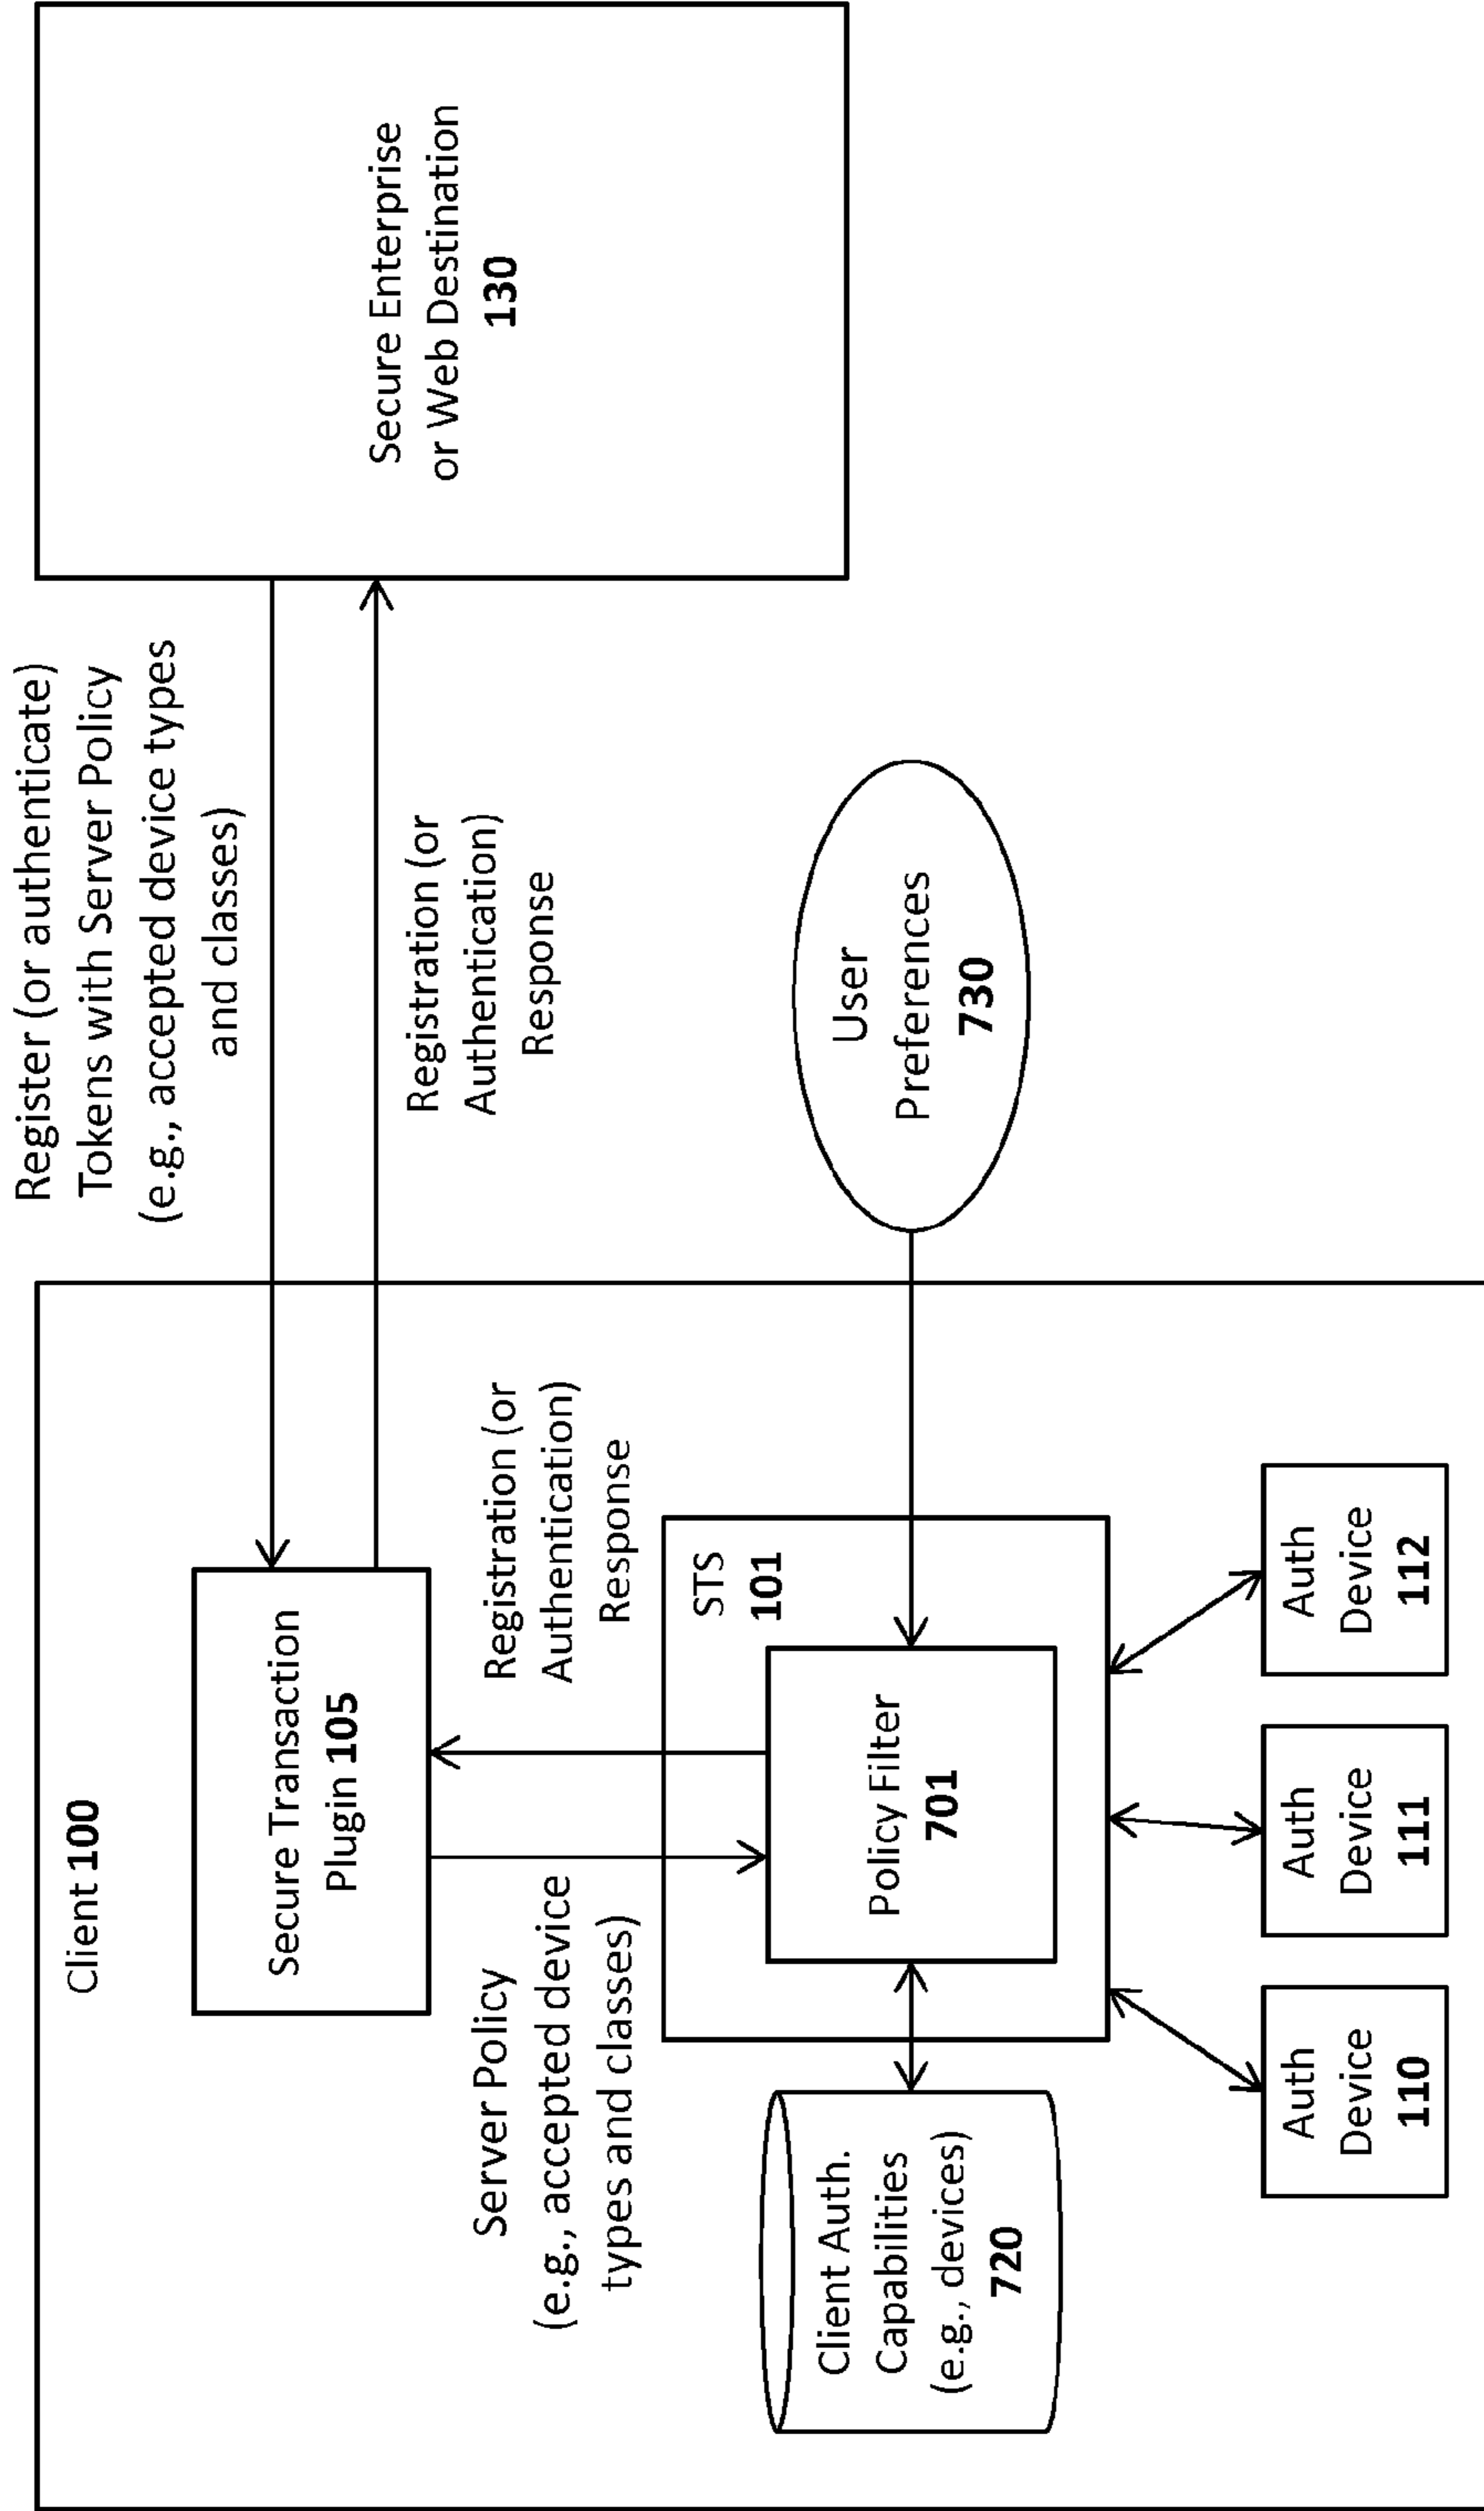 Client 100
Secure Transaction
Plugin 105
Register (or authenticate)
Tokens with Server Policy
(e.g., accepted device types
and classes)
Registration (or
Authentication)
Response
Secure Enterprise
or Web Destination
130
Server Policy
(e.g., accepted device
types and classes)
Registration (or
Authentication)
Response
STS
101
Policy Filter
701
Client Auth.
Capabilities
(e.g., devices)
720
User
Preferences
730
Auth
Device
110
Auth
Device
111
Auth
Device
112